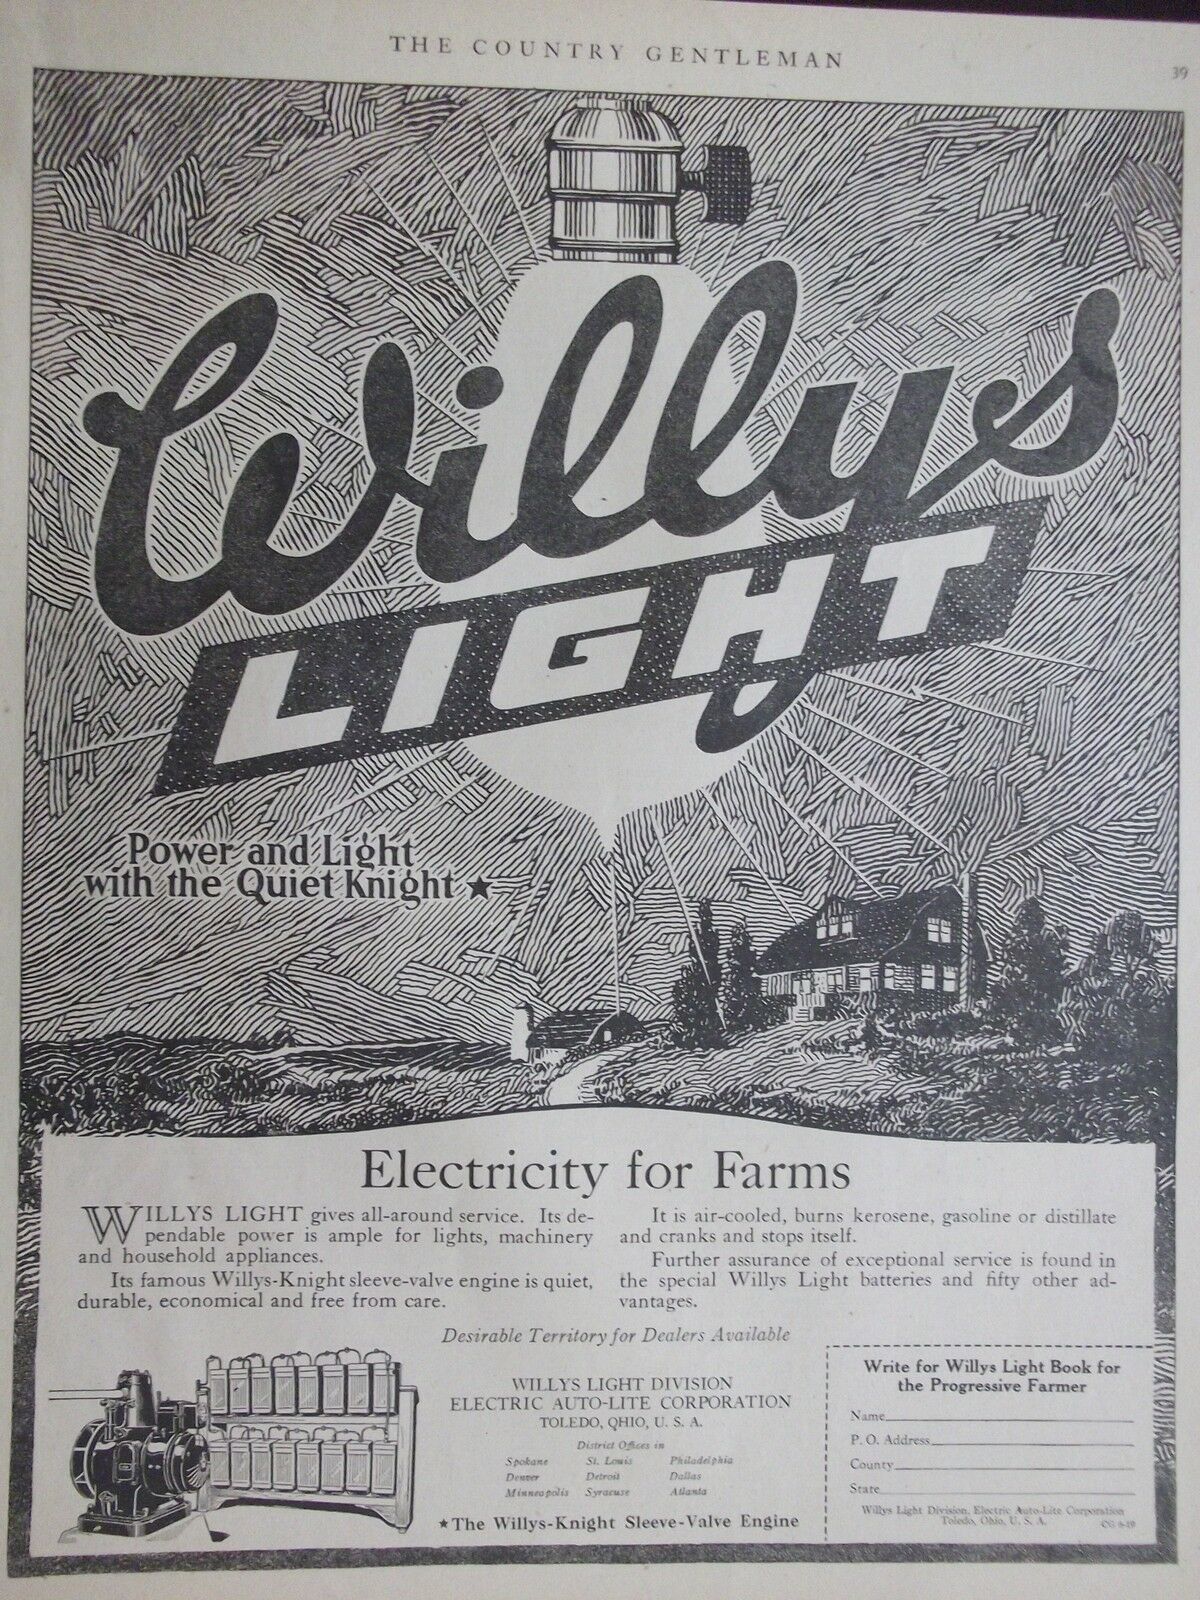 THE COUNTRY GENTLEMAN
39
Willys
LIGHT
Power and Light
with the Quiet Knight ★
Electricity for Farms
WILLYS LIGHT gives all-around service. Its de-
pendable power is ample for lights, machinery
and household appliances.
Its famous Willys-Knight sleeve-valve engine is quiet,
durable, economical and free from care.
It is air-cooled, burns kerosene, gasoline or distillate
and cranks and stops itself.
Further assurance of exceptional service is found in
the special Willys Light batteries and fifty other ad-
vantages.
Desirable Territory for Dealers Available
WILLYS LIGHT DIVISION
ELECTRIC AUTO-LITE CORPORATION
TOLEDO, OHIO, U. S. A.
District Offices in
Spokane St. Louis Philadelphia
Denver Detroit Dallas
Minneapolis Syracuse Atlanta
★ The Willys-Knight Sleeve-Valve Engine
Write for Willys Light Book for
the Progressive Farmer
Name
P. O. Address
County
State
Willys Light Division, Electric Auto-Lite Corporation
Toledo, Ohio, U. S. A. CG 6-19